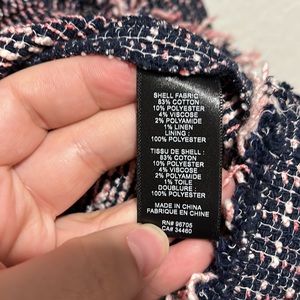 SHELL FABRIC :
83% COTTON
10% POLYESTER
4% VISCOSE
2% POLYAMIDE
1% LINEN
LINING :
100% POLYESTER
TISSU DE SHELL :
83% COTON
10% POLYESTER
4% VISCOSE
2% POLYAMIDE
1% TOILE
DOUBLURE :
100% POLYESTER
MADE IN CHINA
FABRIQUE EN CHINE
RN# 96705
CA# 34460